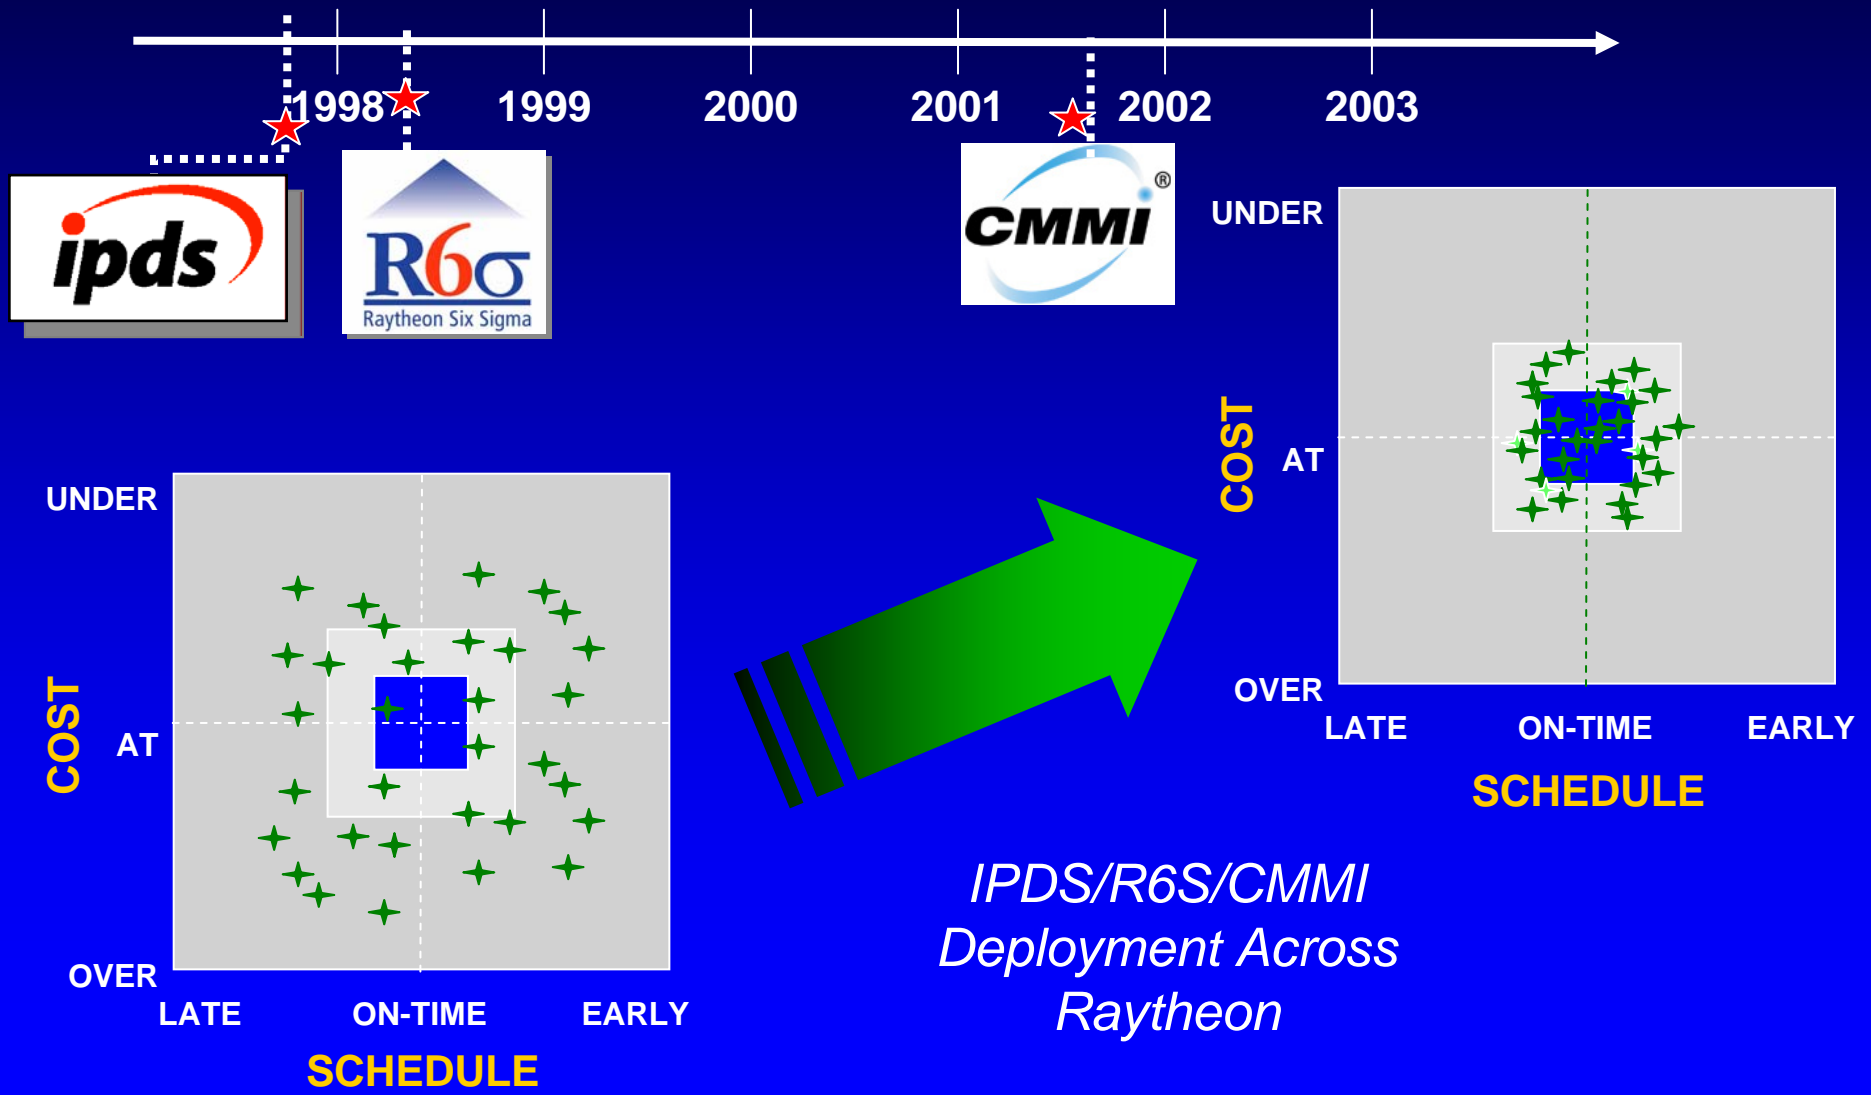 1998
1999
2000
2001
2002
2003
ipds
R6σ
Raytheon Six Sigma
CMMI®
UNDER
AT
OVER
COST
LATE
ON-TIME
EARLY
SCHEDULE
UNDER
AT
OVER
COST
LATE
ON-TIME
EARLY
SCHEDULE
IPDS/R6S/CMMI
Deployment Across
Raytheon